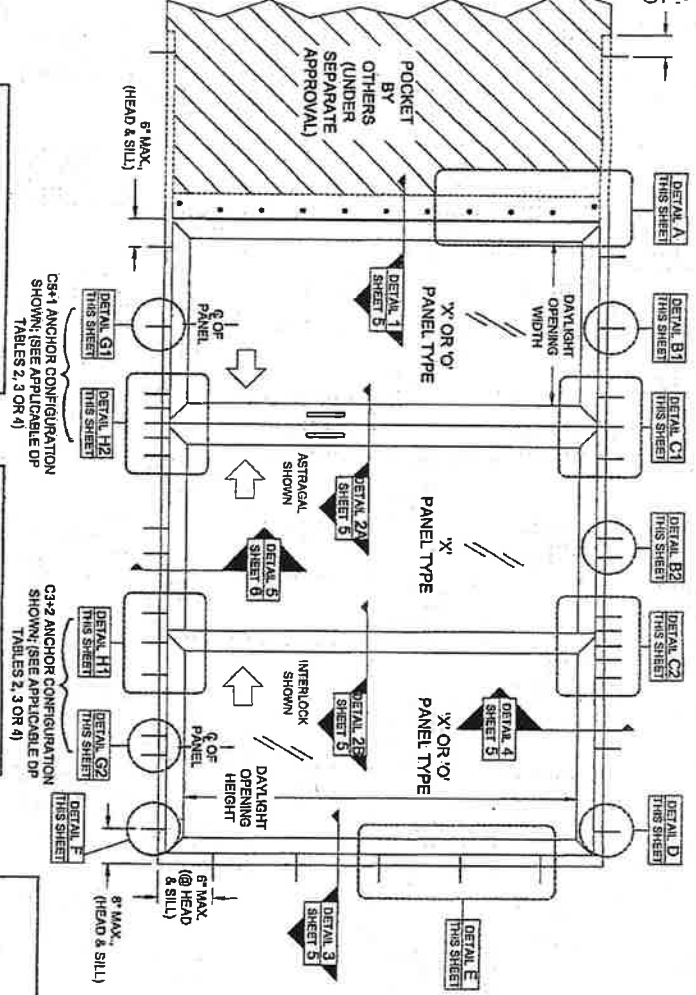 DETAIL A
THIS SHEET
DETAIL B1
THIS SHEET
DETAIL C1
THIS SHEET
DETAIL B2
THIS SHEET
DETAIL C2
THIS SHEET
DETAIL D
THIS SHEET
POCKET
BY
OTHERS
(UNDER
SEPARATE
APPROVAL)
DAYLIGHT
OPENING
WIDTH
'X' OR 'O'
PANEL TYPE
'X'
PANEL TYPE
'X' OR 'O'
PANEL TYPE
DETAIL 1
SHEET 5
DETAIL 2A
SHEET 5
DETAIL 4
SHEET 5
DETAIL 2B
SHEET 5
DETAIL E
THIS SHEET
ASTRAGAL
SHOWN
INTERLOCK
SHOWN
DETAIL 5
SHEET 6
DETAIL 3
SHEET 5
DAYLIGHT
OPENING
HEIGHT
℄ OF
PANEL
℄ OF
PANEL
6" MAX.
(HEAD & SILL)
6" MAX.
(@ HEAD
& SILL)
8" MAX.,
(HEAD & SILL)
DETAIL G1
THIS SHEET
DETAIL H2
THIS SHEET
DETAIL H1
THIS SHEET
DETAIL G2
THIS SHEET
DETAIL F
THIS SHEET
C5+1 ANCHOR CONFIGURATION
SHOWN; (SEE APPLICABLE DP
TABLES 2, 3 OR 4)
C3+2 ANCHOR CONFIGURATION
SHOWN; (SEE APPLICABLE DP
TABLES 2, 3 OR 4)